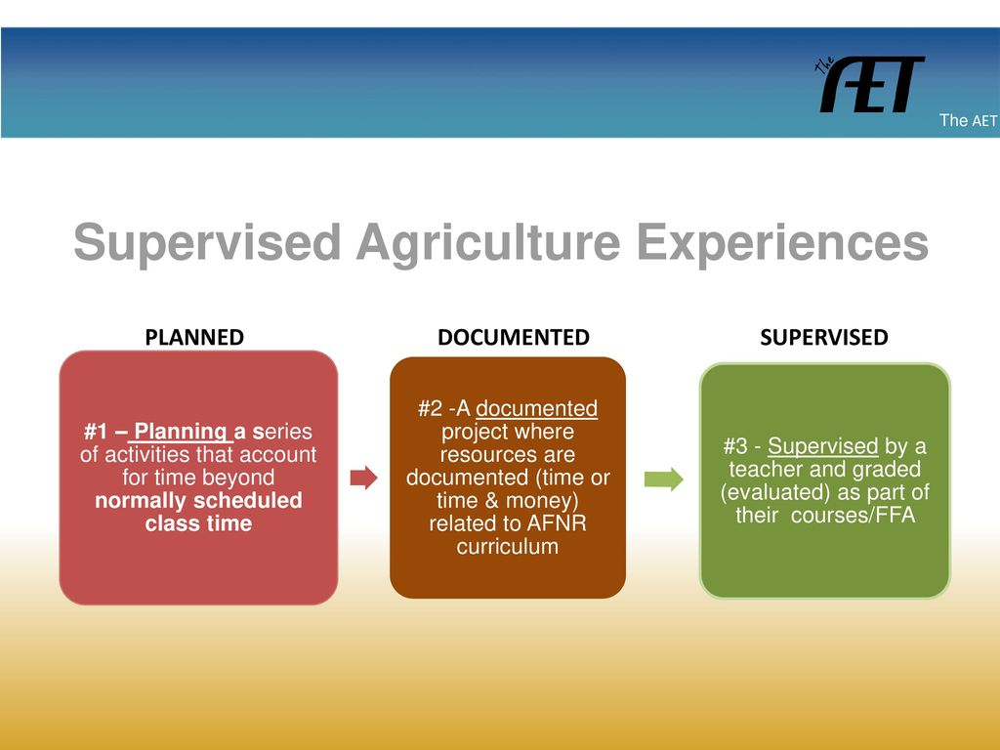 The
AET
The AET
Supervised Agriculture Experiences
PLANNED
#1 – Planning a series
of activities that account
for time beyond
normally scheduled
class time
DOCUMENTED
#2 -A documented
project where
resources are
documented (time or
time & money)
related to AFNR
curriculum
SUPERVISED
#3 - Supervised by a
teacher and graded
(evaluated) as part of
their courses/FFA